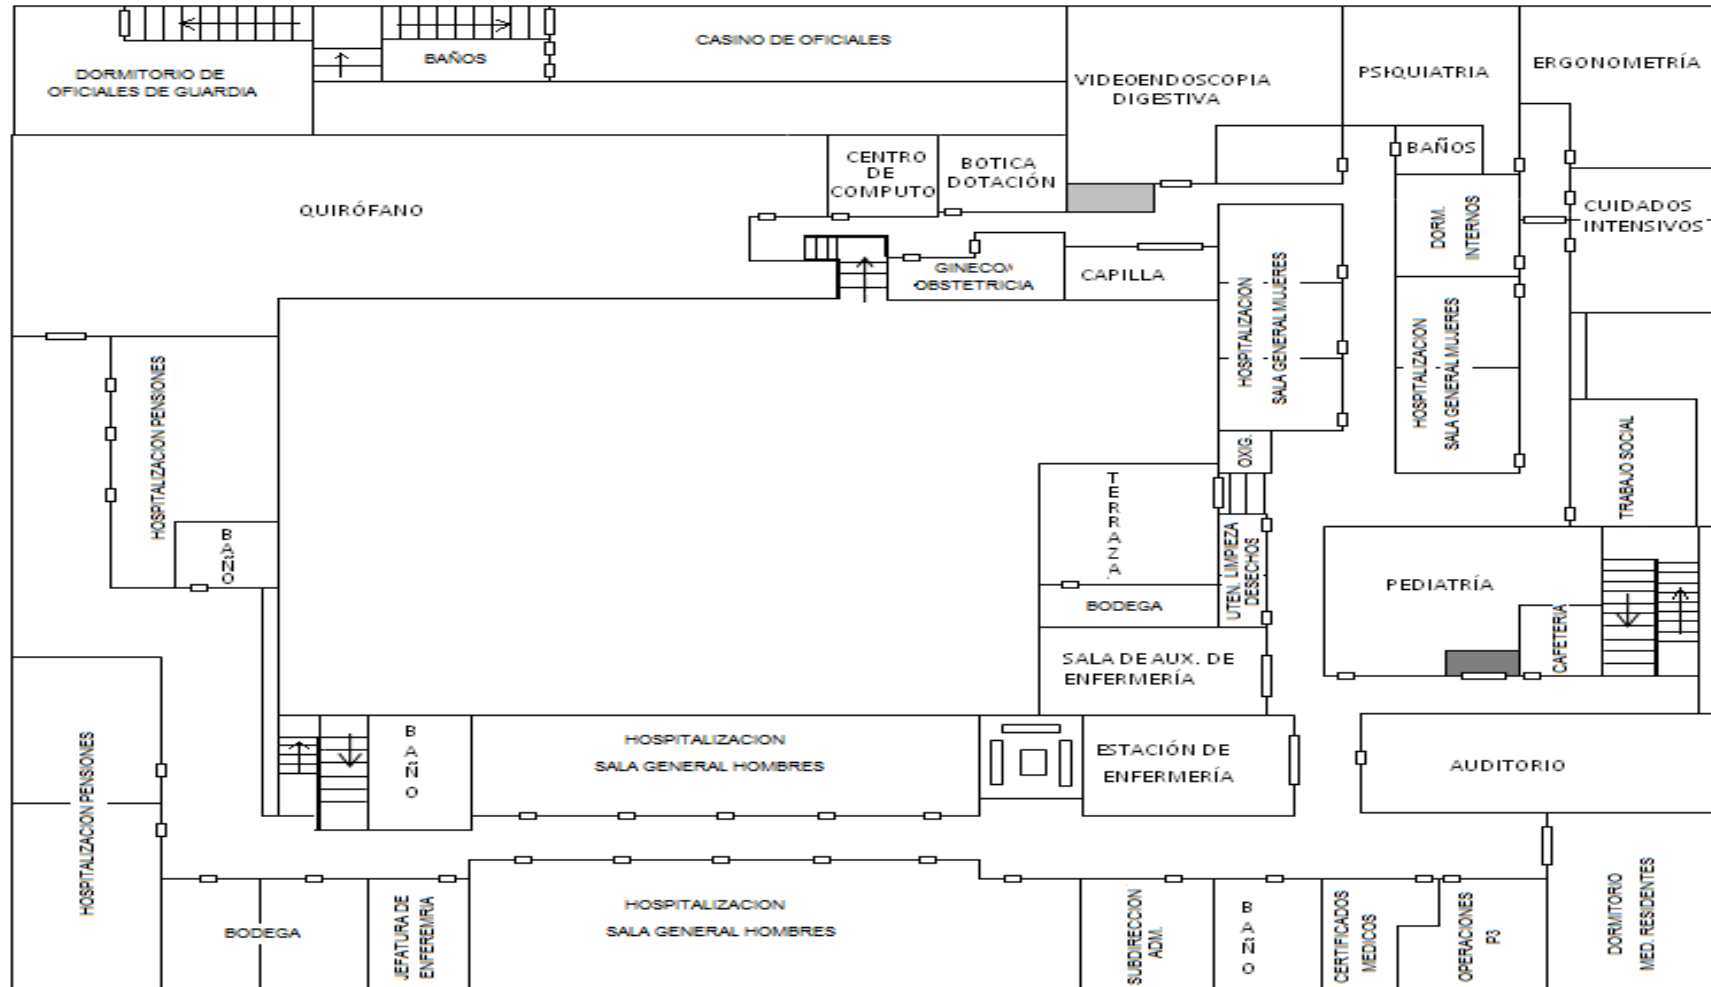 CASINO DE OFICIALES
BAÑOS
DORMITORIO DE
OFICIALES DE GUARDIA
VIDEOENDOSCOPIA
DIGESTIVA
PSIQUIATRIA
ERGONOMETRÍA
CENTRO
DE
COMPUTO
BOTICA
DOTACIÓN
BAÑOS
QUIRÓFANO
DORM.
INTERNOS
CUIDADOS
INTENSIVOS
GINECO
OBSTETRICIA
CAPILLA
HOSPITALIZACION
SALA GENERAL MUJERES
HOSPITALIZACION
SALA GENERAL MUJERES
HOSPITALIZACION PENSIONES
OXIG.
TRABAJO SOCIAL
TERRAZA
BAÑO
UTEN. LIMPIEZA
DESECHOS
PEDIATRÍA
BODEGA
CAFETERIA
SALA DE AUX. DE
ENFERMERÍA
HOSPITALIZACION PENSIONES
BAÑO
HOSPITALIZACION
SALA GENERAL HOMBRES
ESTACIÓN DE
ENFERMERÍA
AUDITORIO
BODEGA
JEFATURA DE
ENFEREMRIA
HOSPITALIZACION
SALA GENERAL HOMBRES
SUBDIRECCION
ADM.
BAÑO
CERTIFICADOS
MEDICOS
OPERACIONES
P3
DORMITORIO
MED. RESIDENTES